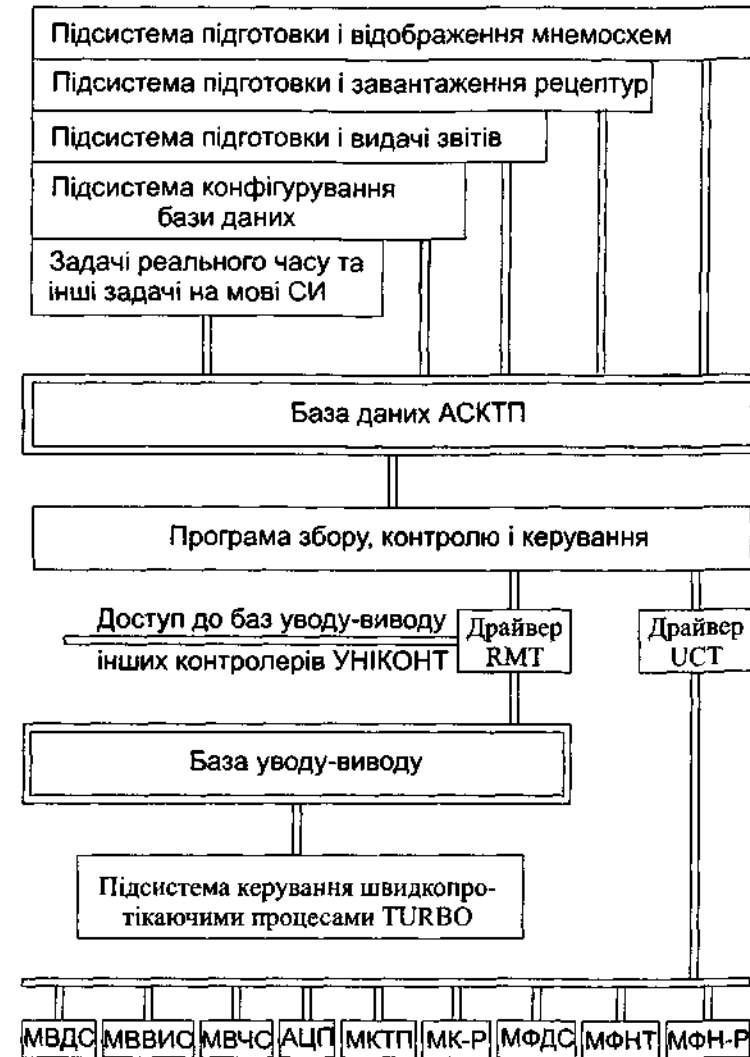 Підсистема підготовки і відображення мнемосхем
Підсистема підготовки і завантаження рецептур
Підсистема підготовки і видачі звітів
Підсистема конфігурування
бази даних
Задачі реального часу та
інші задачі на мові СИ
База даних АСКТП
Програма збору, контролю і керування
Доступ до баз уводу-виводу
інших контролерів УНІКОНТ
Драйвер
RMT
Драйвер
UCT
База уводу-виводу
Підсистема керування швидкопро-
тікаючими процесами TURBO
МВДС МВВИС МВЧС АЦП МКТП МК-Р МФДС МФНТ МФН-Р